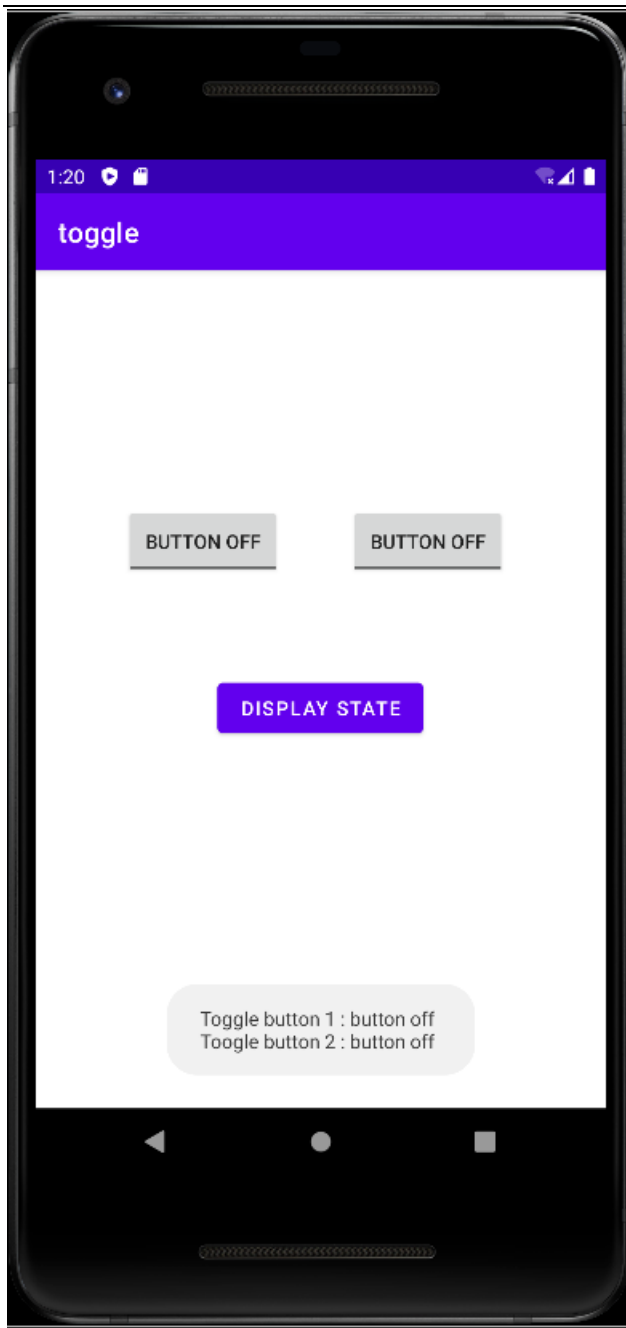 1:20
toggle
BUTTON OFF BUTTON OFF
DISPLAY STATE
Toggle button 1 : button off
Toogle button 2 : button off